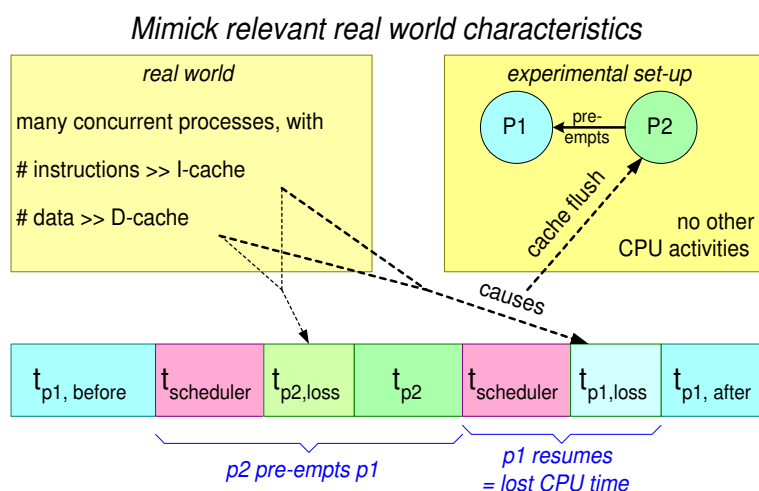 Mimick relevant real world characteristics
real world
many concurrent processes, with
# instructions >> I-cache
# data >> D-cache
experimental set-up
P1
pre-
empts
P2
cache flush
no other
CPU activities
causes
tp1, before
tscheduler
tp2,loss
tp2
tscheduler
tp1,loss
tp1, after
p2 pre-empts p1
p1 resumes
= lost CPU time